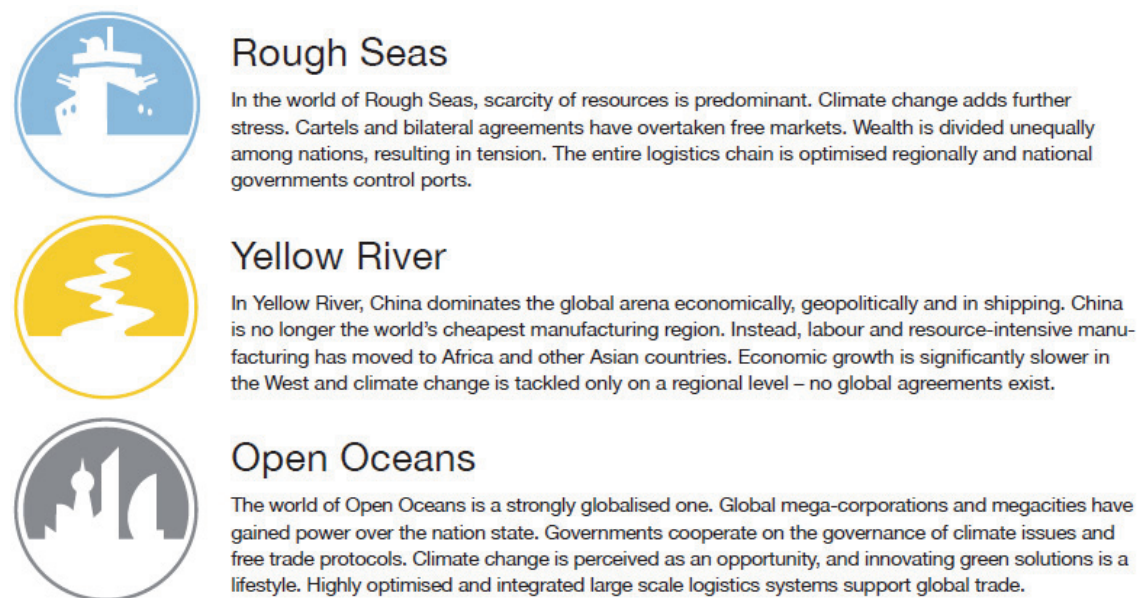 Rough Seas
In the world of Rough Seas, scarcity of resources is predominant. Climate change adds further
stress. Cartels and bilateral agreements have overtaken free markets. Wealth is divided unequally
among nations, resulting in tension. The entire logistics chain is optimised regionally and national
governments control ports.
Yellow River
In Yellow River, China dominates the global arena economically, geopolitically and in shipping. China
is no longer the world's cheapest manufacturing region. Instead, labour and resource-intensive manu-
facturing has moved to Africa and other Asian countries. Economic growth is significantly slower in
the West and climate change is tackled only on a regional level – no global agreements exist.
Open Oceans
The world of Open Oceans is a strongly globalised one. Global mega-corporations and megacities have
gained power over the nation state. Governments cooperate on the governance of climate issues and
free trade protocols. Climate change is perceived as an opportunity, and innovating green solutions is a
lifestyle. Highly optimised and integrated large scale logistics systems support global trade.